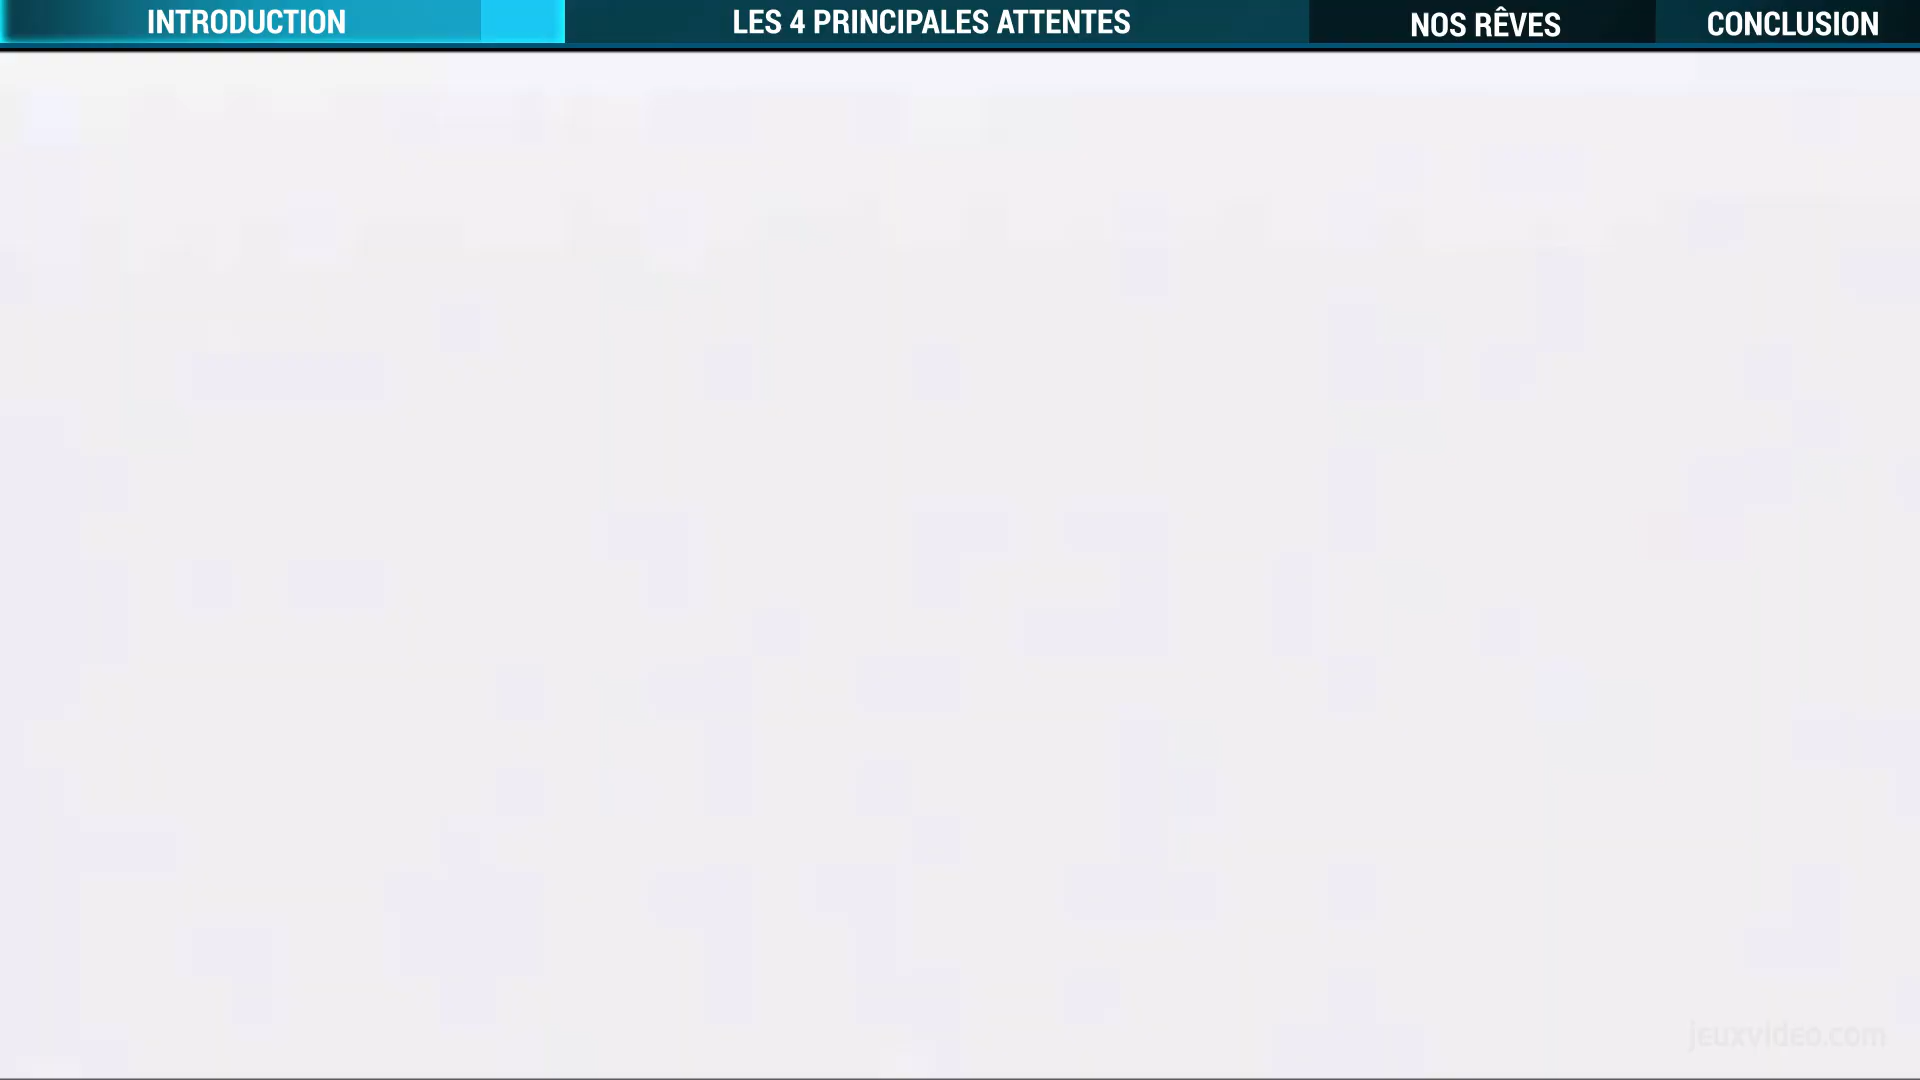 INTRODUCTION
LES 4 PRINCIPALES ATTENTES
NOS RÊVES
CONCLUSION
jeuxvideo.com